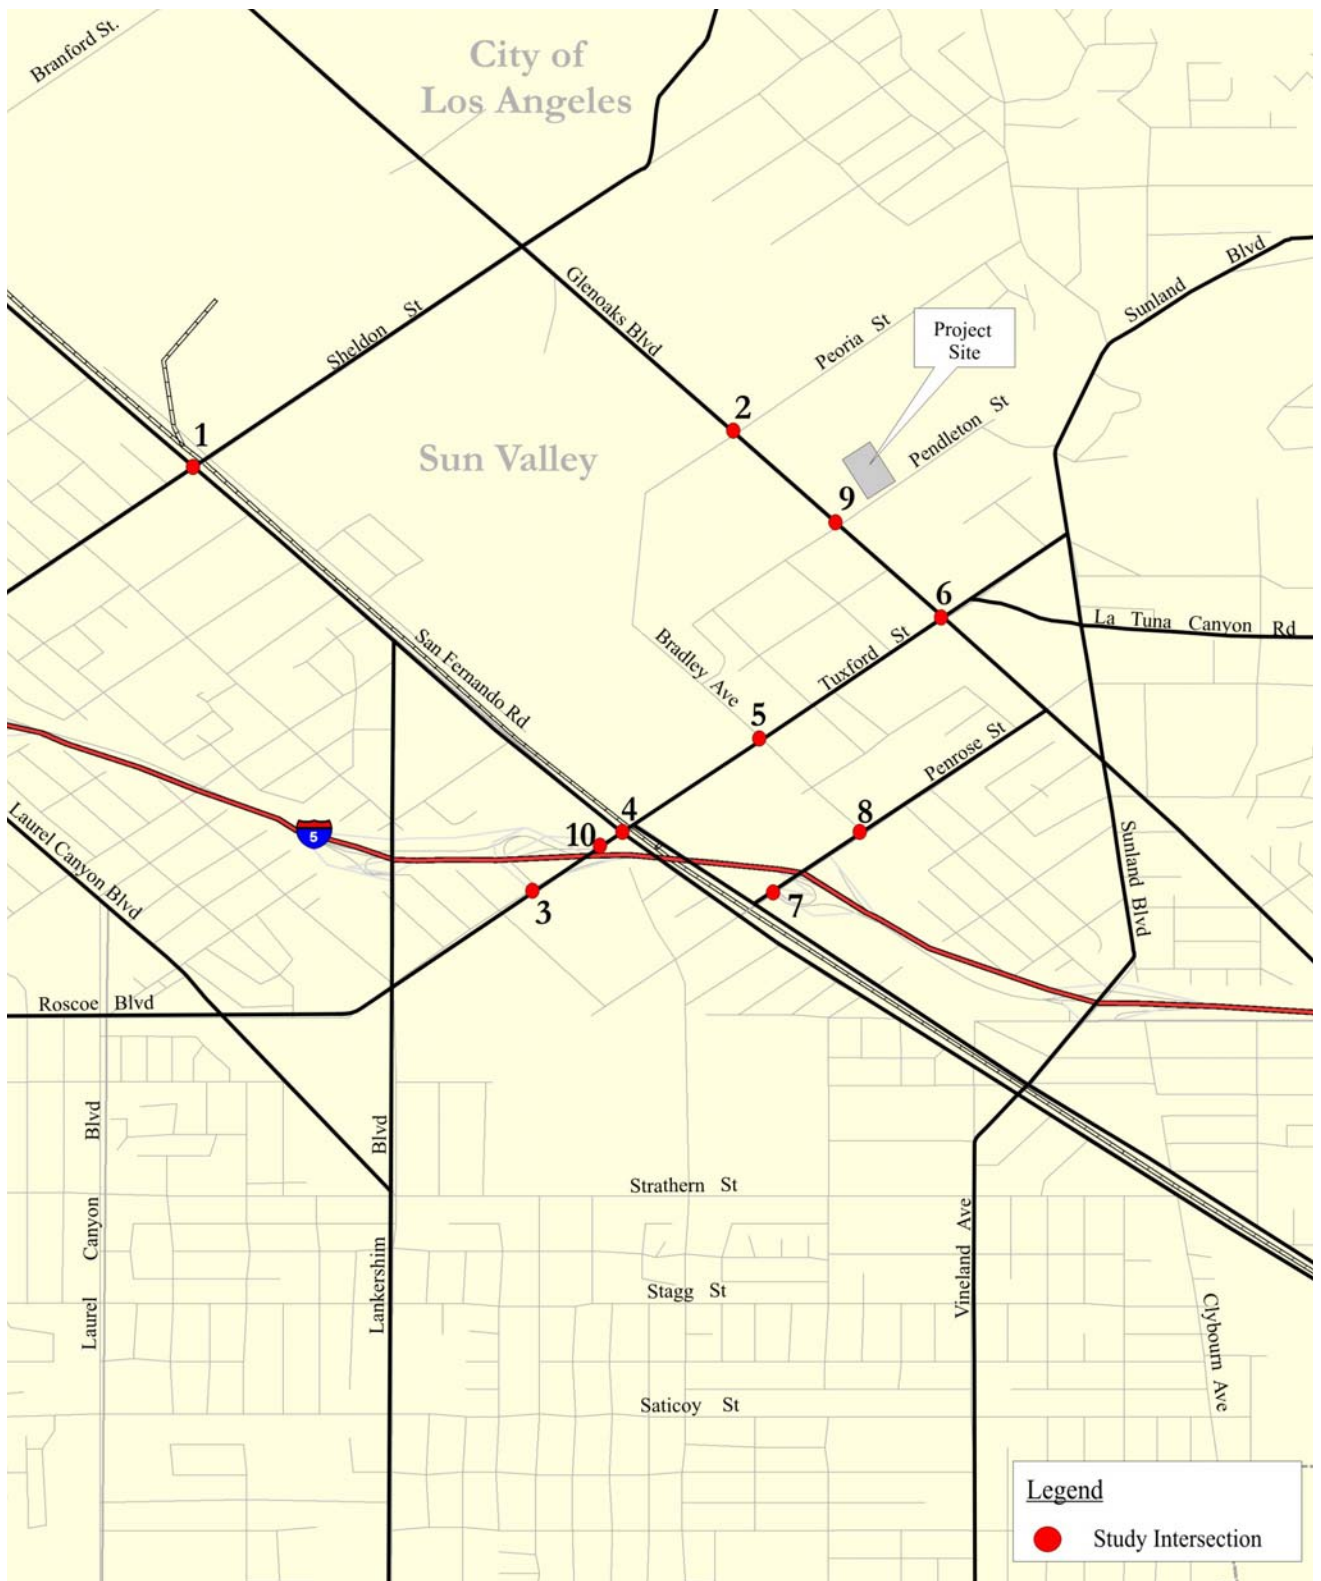 Branford St.
City of
Los Angeles
Sunland Blvd
Glenoaks Blvd
Sheldon St
Peoria St
Project
Site
Pendleton St
1
2
Sun Valley
9
6
La Tuna Canyon Rd
San Fernando Rd
Bradley Ave
Tuxford St
5
Penrose St
4
8
10
5
Laurel Canyon Blvd
3
7
Sunland Blvd
Roscoe Blvd
Laurel Canyon Blvd
Lankershim Blvd
Strathern St
Vineland Ave
Stagg St
Clybourn Ave
Saticoy St
Legend
Study Intersection